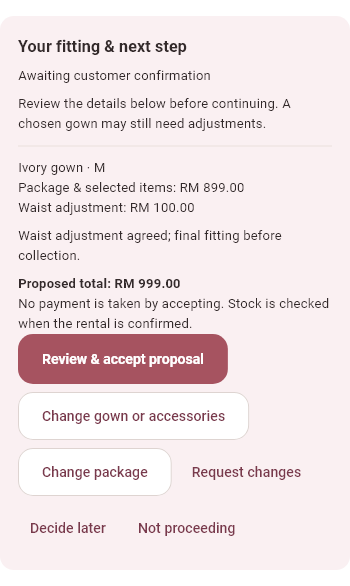 Your fitting & next step
Awaiting customer confirmation
Review the details below before continuing. A
chosen gown may still need adjustments.
Ivory gown · M
Package & selected items: RM 899.00
Waist adjustment: RM 100.00
Waist adjustment agreed; final fitting before
collection.
Proposed total: RM 999.00
No payment is taken by accepting. Stock is checked
when the rental is confirmed.
Review & accept proposal
Change gown or accessories
Change package
Request changes
Decide later
Not proceeding